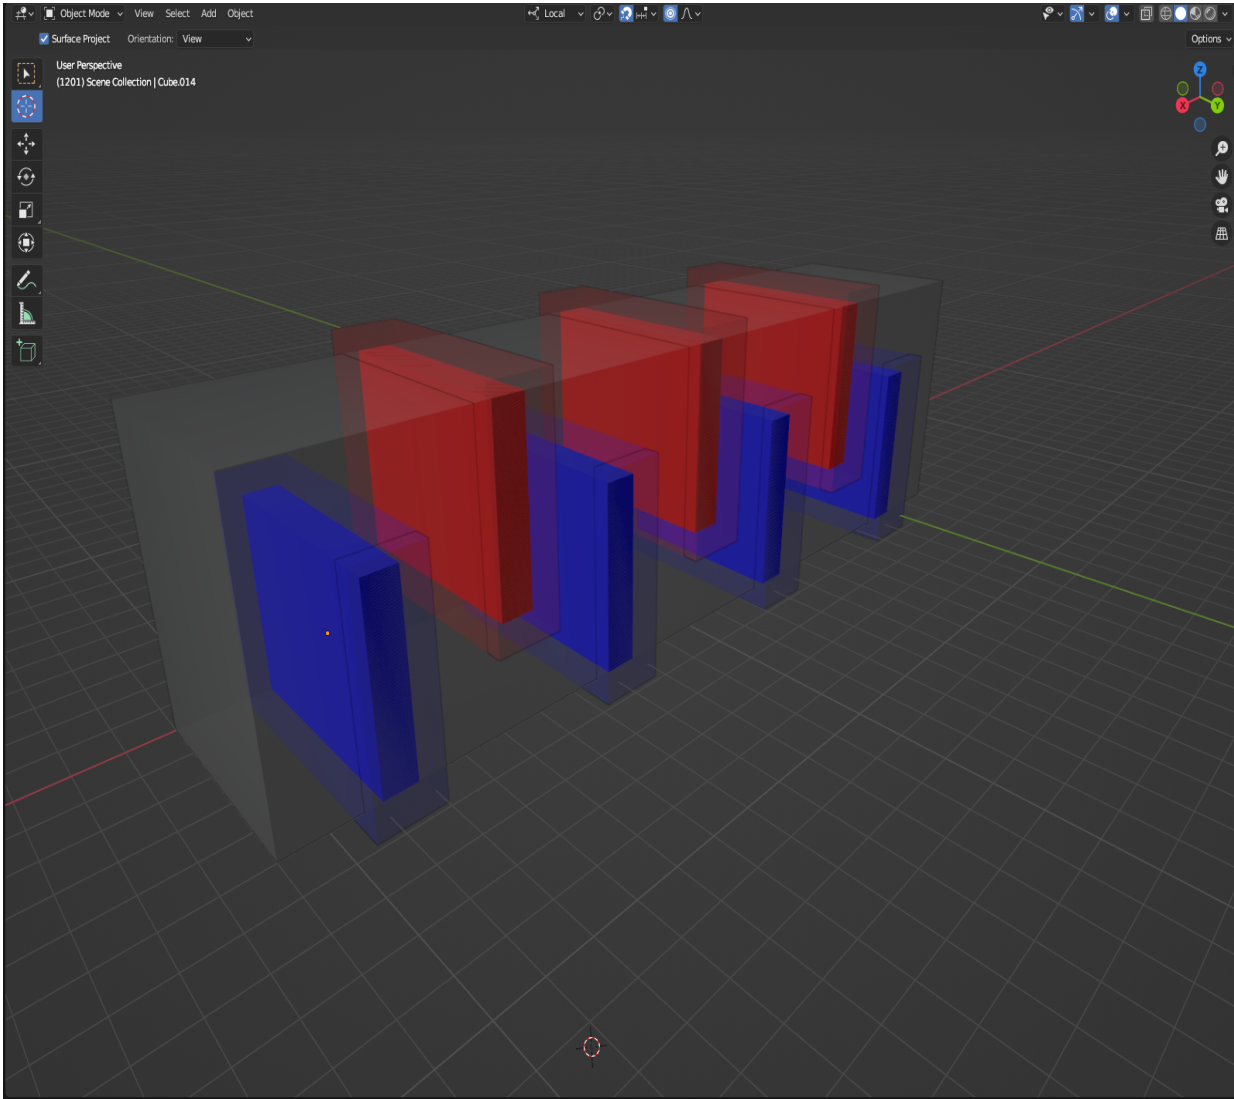 Object Mode View Select Add Object Local
Surface Project Orientation: View Options
User Perspective
(1201) Scene Collection | Cube.014
Z
X Y